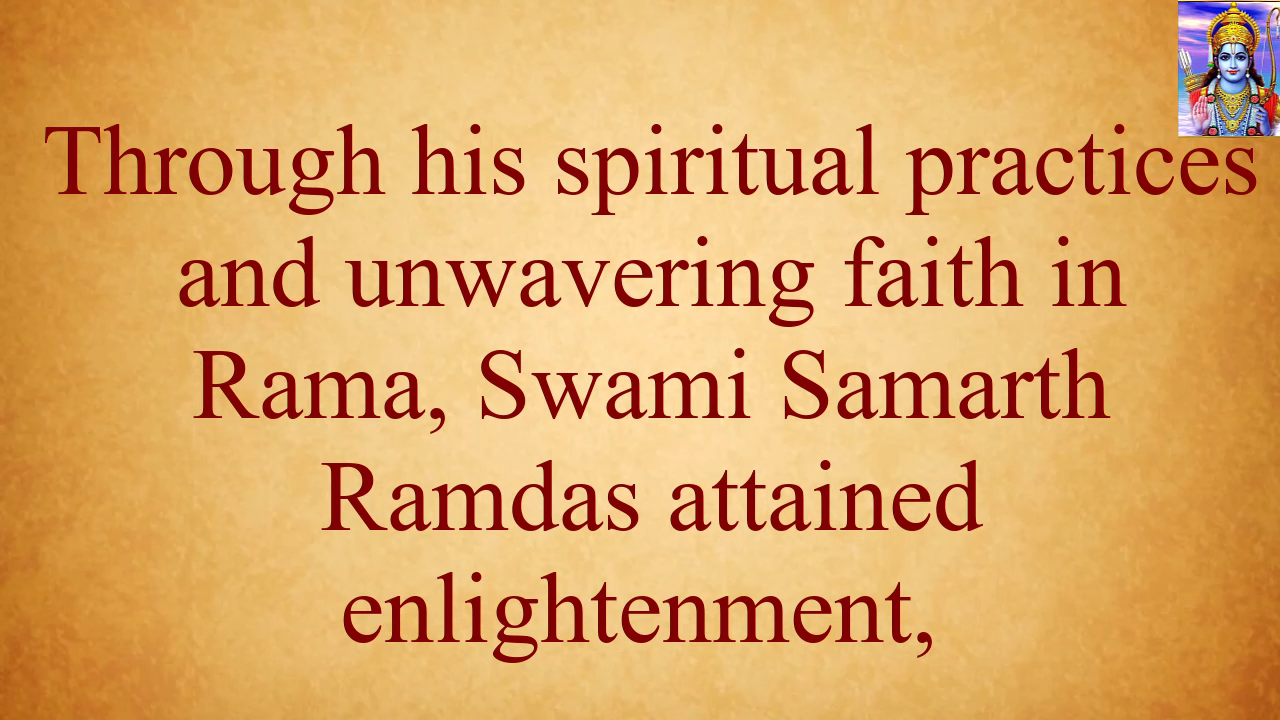 Through his spiritual practices
and unwavering faith in
Rama, Swami Samarth
Ramdas attained
enlightenment,